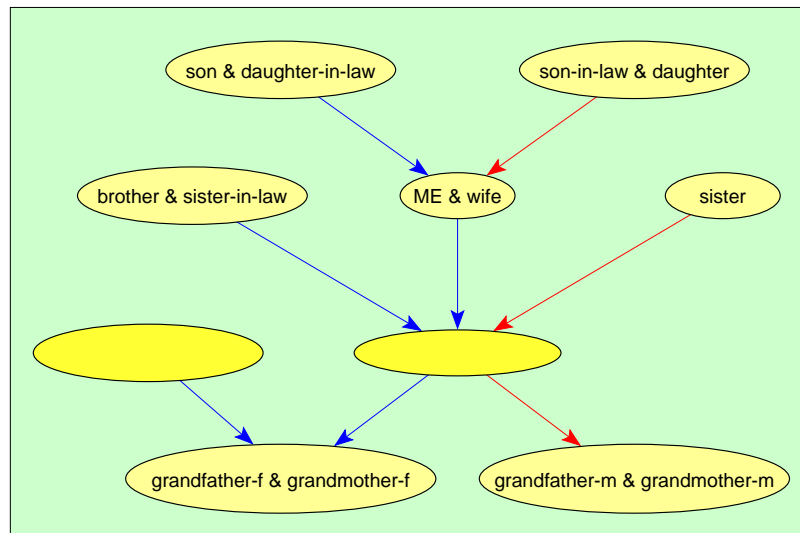 son & daughter-in-law
son-in-law & daughter
brother & sister-in-law
ME & wife
sister
grandfather-f & grandmother-f
grandfather-m & grandmother-m